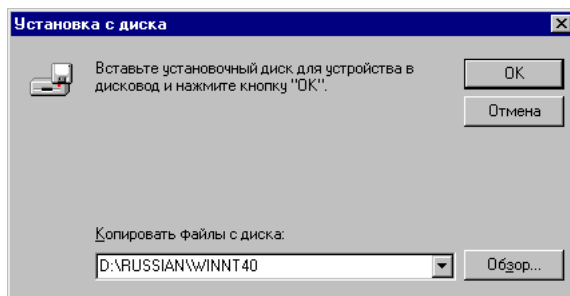 Установка с диска
Вставьте установочный диск для устройства в
дисковод и нажмите кнопку "OK".
OK
Отмена
Копировать файлы с диска:
D:\RUSSIAN\WINNT40
Обзор...